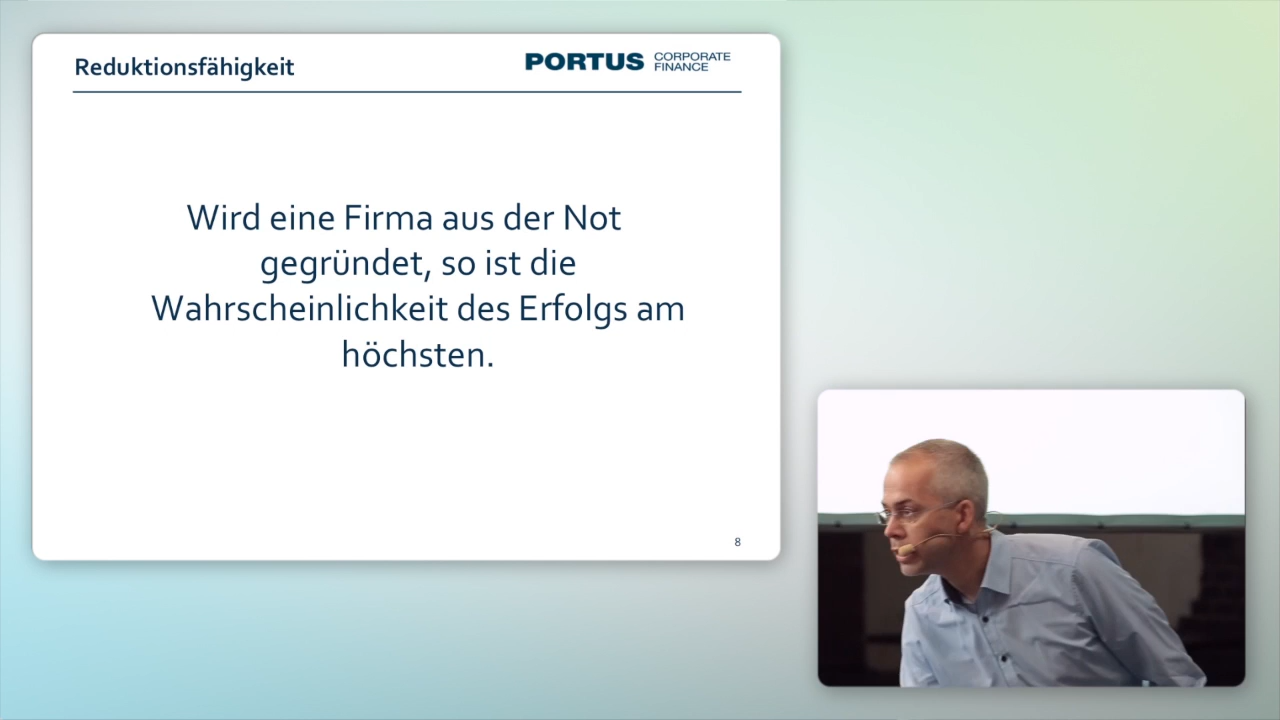 Reduktionsfähigkeit
PORTUS CORPORATE
FINANCE
Wird eine Firma aus der Not
gegründet, so ist die
Wahrscheinlichkeit des Erfolgs am
höchsten.
8